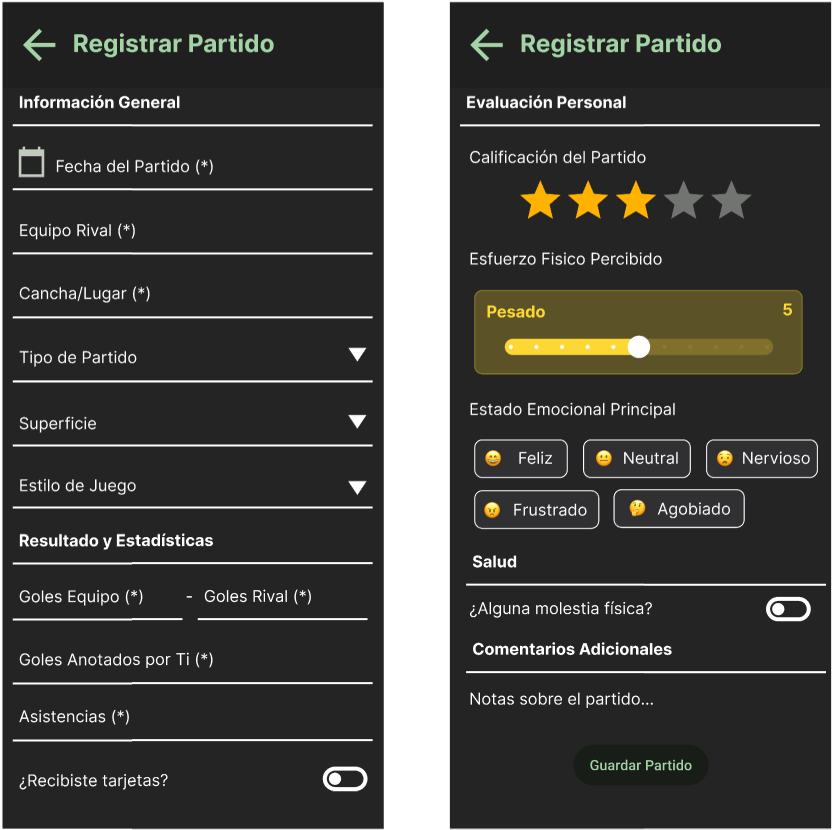 Registrar Partido
Información General
Fecha del Partido (*)
Equipo Rival (*)
Cancha/Lugar (*)
Tipo de Partido
Superficie
Estilo de Juego
Resultado y Estadísticas
Goles Equipo (*) - Goles Rival (*)
Goles Anotados por Ti (*)
Asistencias (*)
¿Recibiste tarjetas?
Registrar Partido
Evaluación Personal
Calificación del Partido
Esfuerzo Fisico Percibido
Pesado 5
Estado Emocional Principal
Feliz Neutral Nervioso
Frustrado Agobiado
Salud
¿Alguna molestia física?
Comentarios Adicionales
Notas sobre el partido...
Guardar Partido